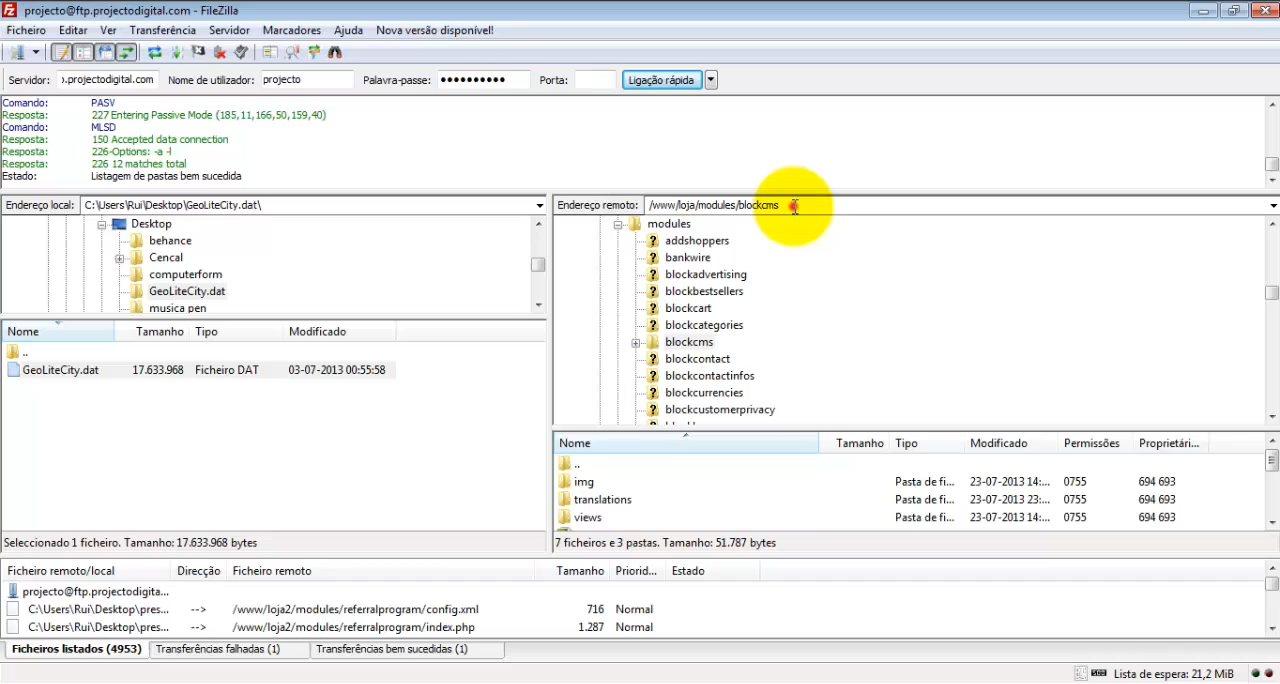 projecto@ftp.projectodigital.com - FileZilla
Ficheiro Editar Ver Transferência Servidor Marcadores Ajuda Nova versão disponível!
Servidor: o.projectodigital.com Nome de utilizador: projecto Palavra-passe: ●●●●●●●●●● Porta: Ligação rápida
Comando: PASV
Resposta: 227 Entering Passive Mode (185,11,166,50,159,40)
Comando: MLSD
Resposta: 150 Accepted data connection
Resposta: 226-Options: -a -l
Resposta: 226 12 matches total
Estado: Listagem de pastas bem sucedida
Endereço local: C:\Users\Rui\Desktop\GeoLiteCity.dat\
Desktop
behance
Cencal
computerform
GeoLiteCity.dat
musica pen
Nome Tamanho Tipo Modificado
..
GeoLiteCity.dat 17.633.968 Ficheiro DAT 03-07-2013 00:55:58
Seleccionado 1 ficheiro. Tamanho: 17.633.968 bytes
Endereço remoto: /www/loja/modules/blockcms
modules
addshoppers
bankwire
blockadvertising
blockbestsellers
blockcart
blockcategories
blockcms
blockcontact
blockcontactinfos
blockcurrencies
blockcustomerprivacy
Nome Tamanho Tipo Modificado Permissões Proprietári...
..
img Pasta de fi... 23-07-2013 14:... 0755 694 693
translations Pasta de fi... 23-07-2013 23:... 0755 694 693
views Pasta de fi... 23-07-2013 14:... 0755 694 693
7 ficheiros e 3 pastas. Tamanho: 51.787 bytes
Ficheiro remoto/local Direcção Ficheiro remoto Tamanho Priorid... Estado
projecto@ftp.projectodigita...
C:\Users\Rui\Desktop\pres... --> /www/loja2/modules/referralprogram/config.xml 716 Normal
C:\Users\Rui\Desktop\pres... --> /www/loja2/modules/referralprogram/index.php 1.287 Normal
Ficheiros listados (4953) Transferências falhadas (1) Transferências bem sucedidas (1)
Lista de espera: 21,2 MiB